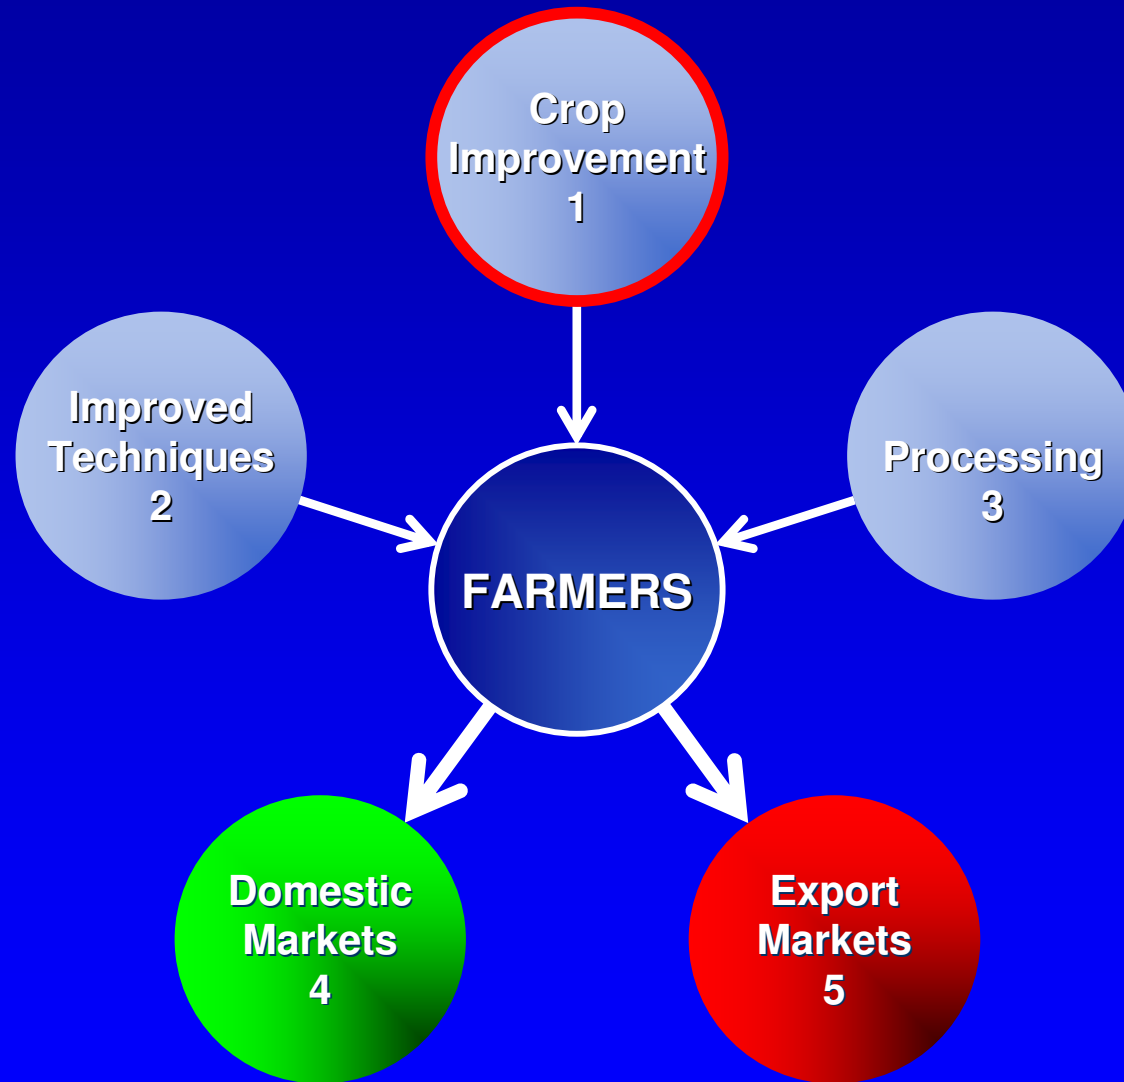 Crop
Improvement
1
Improved
Techniques
2
Processing
3
FARMERS
Domestic
Markets
4
Export
Markets
5